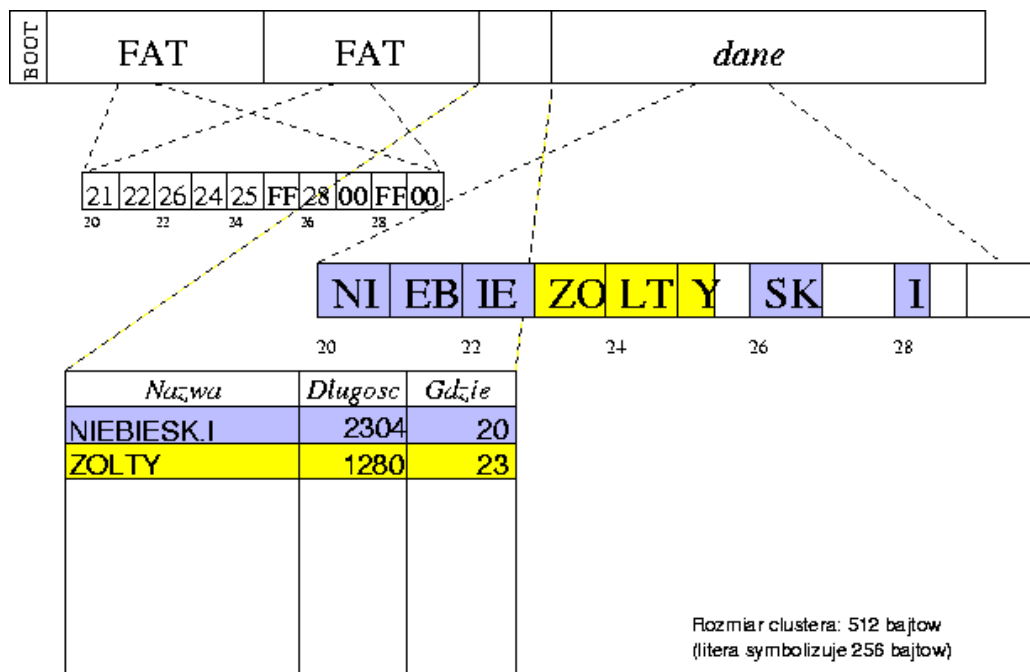 BOOT FAT FAT dane
21 22 26 24 25 FF 28 00 FF 00
20 22 24 26 28
NI EB IE ZO LT Y SK I
20 22 24 26 28
Nazwa Dlugosc Gdzie
NIEBIESK.I 2304 20
ZOLTY 1280 23
Rozmiar clustera: 512 bajtow
(litera symbolizuje 256 bajtow)